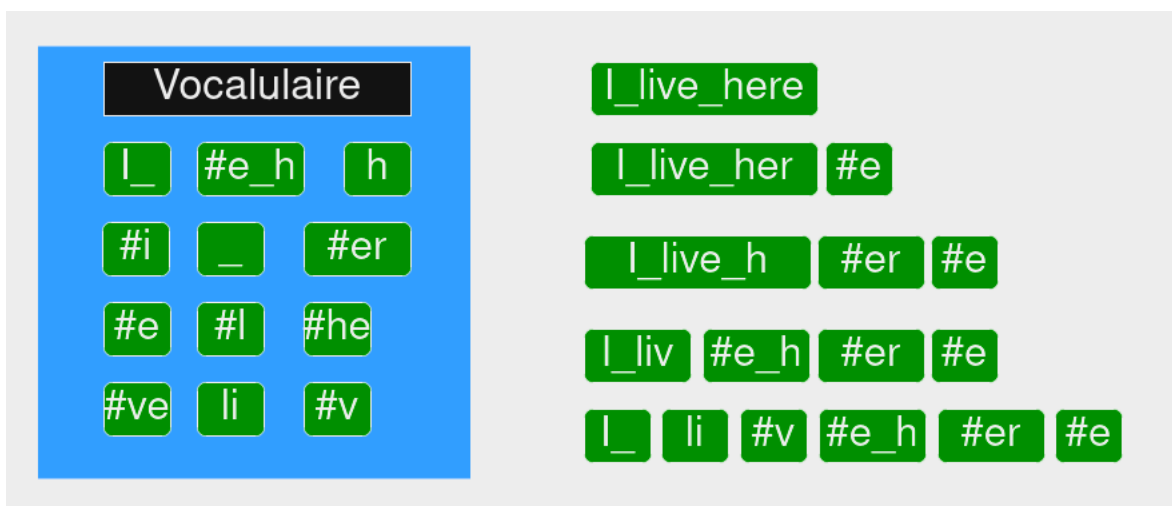 Vocalulaire
I_ #e_h h
#i _ #er
#e #l #he
#ve li #v
I_live_here
I_live_her #e
I_live_h #er #e
I_liv #e_h #er #e
I_ li #v #e_h #er #e